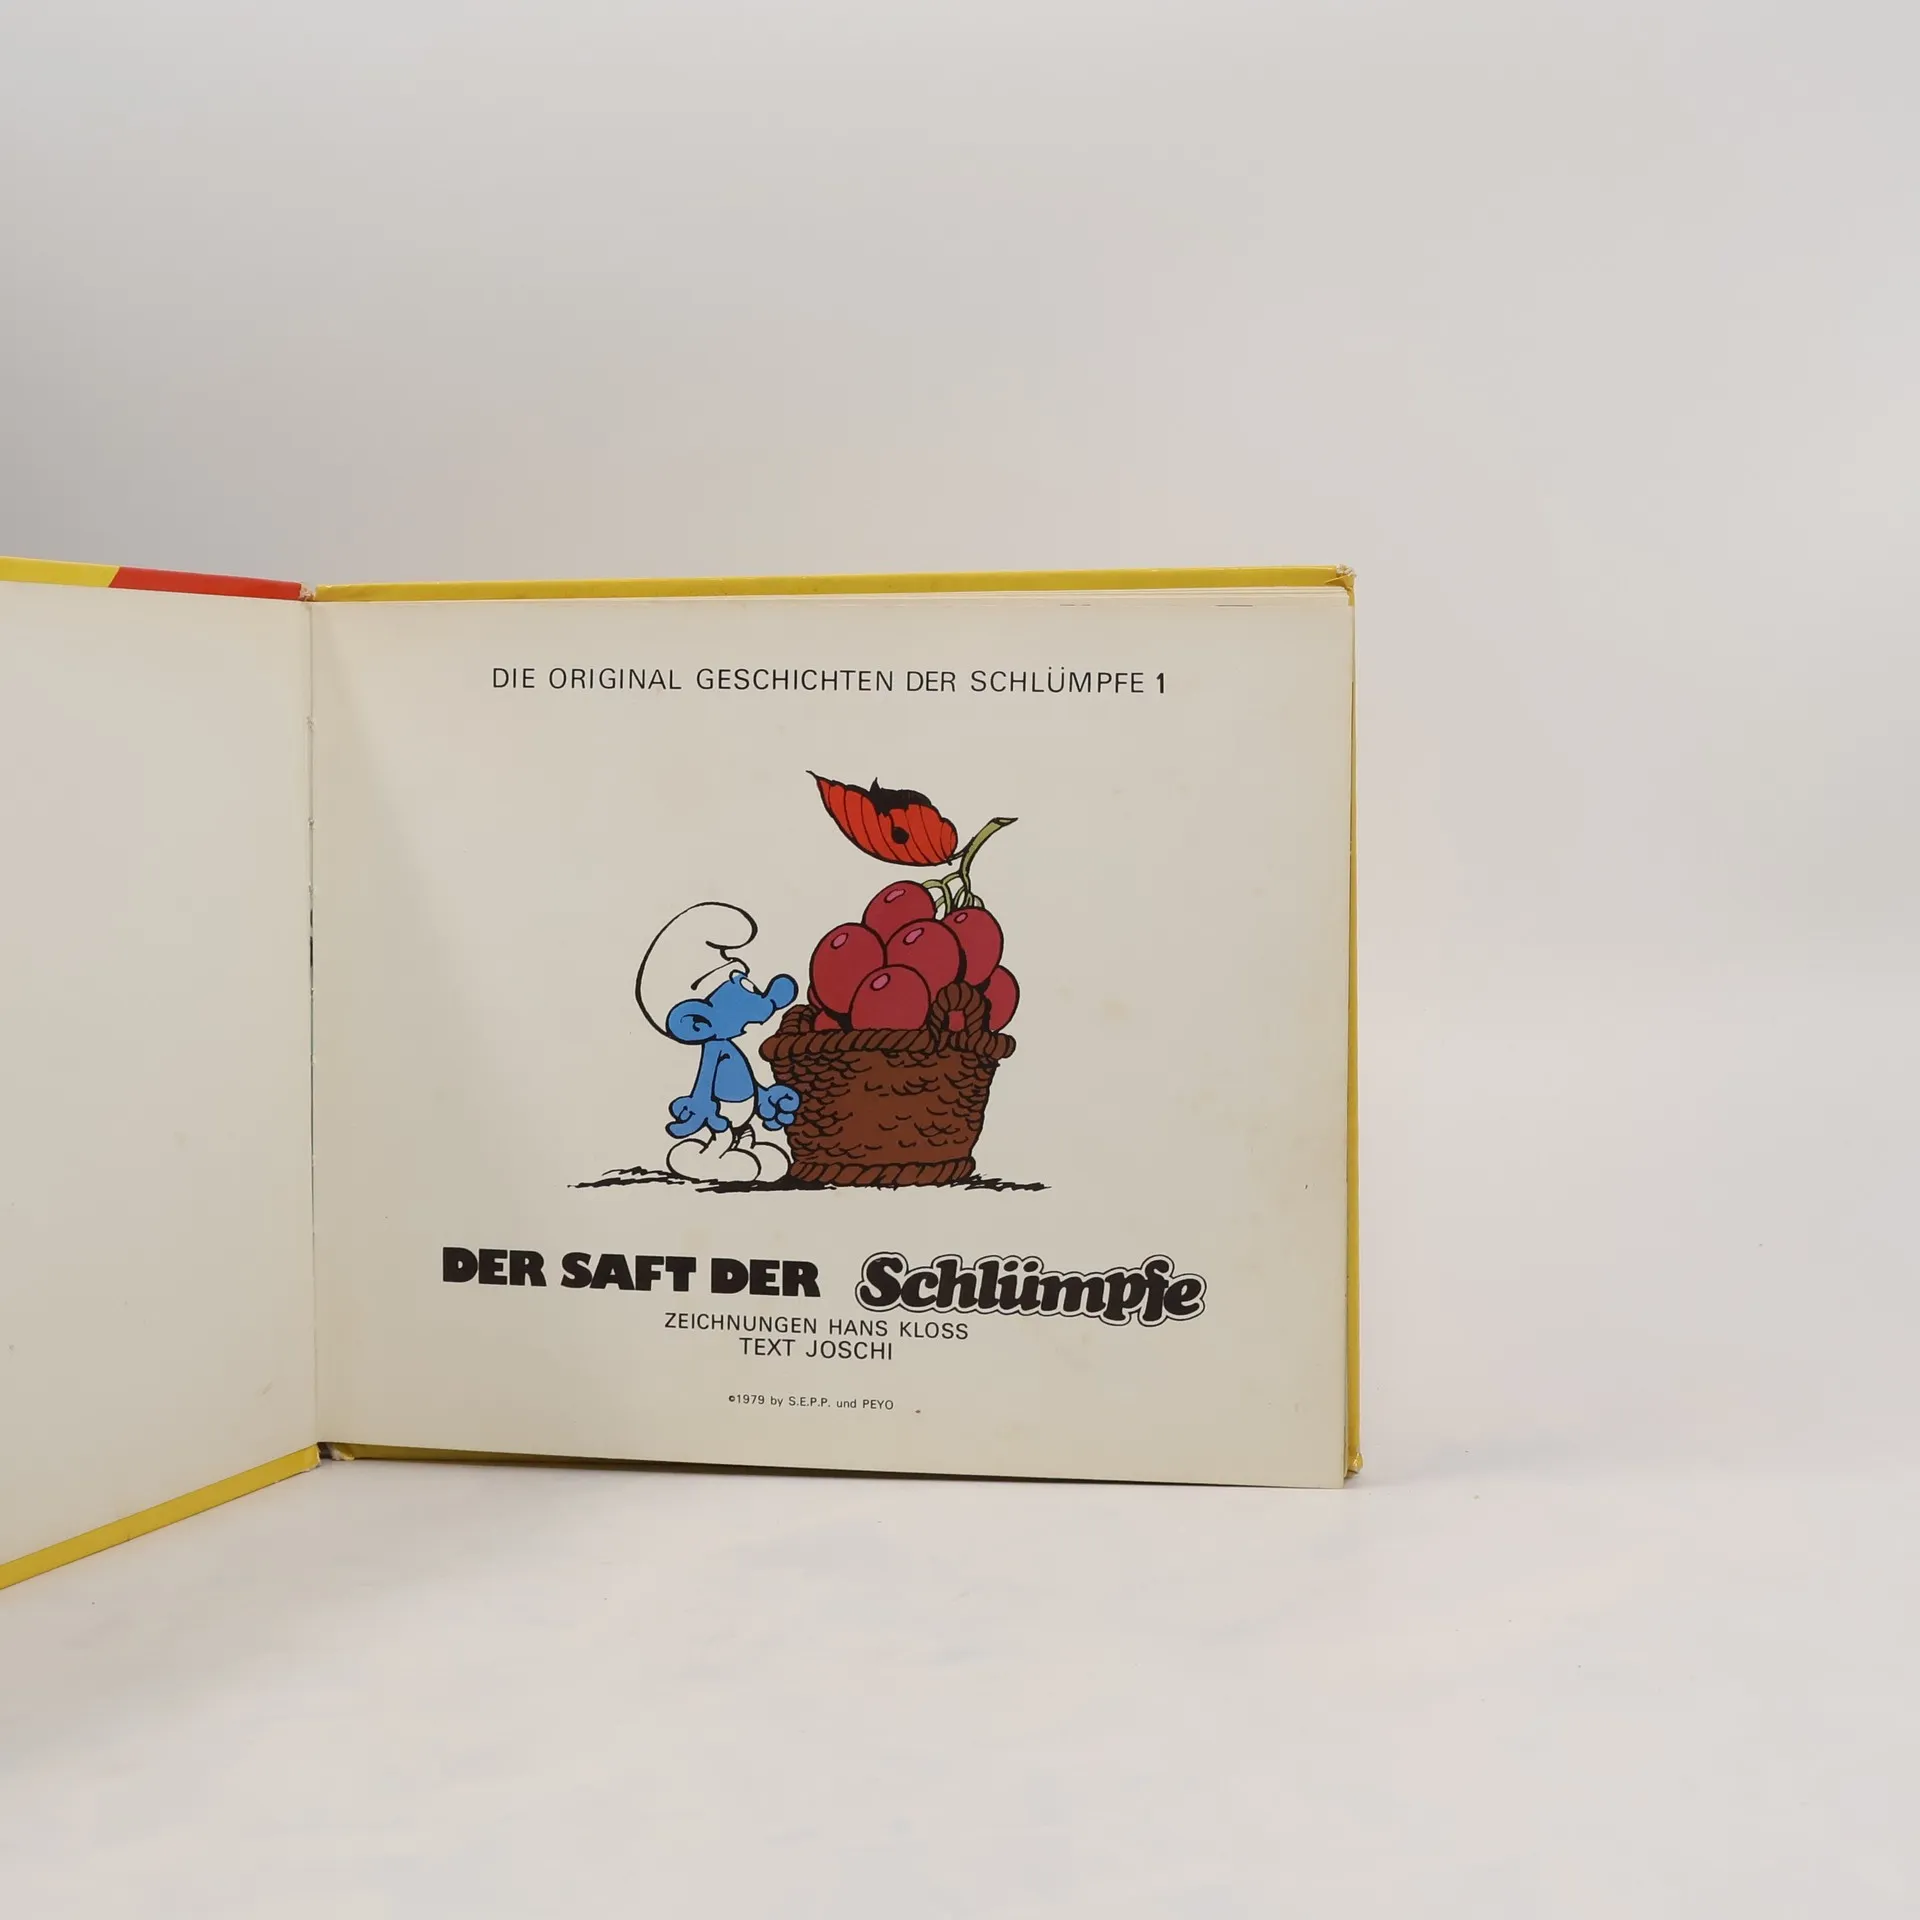 DIE ORIGINAL GESCHICHTEN DER SCHLÜMPFE 1
DER SAFT DER Schlümpfe
ZEICHNUNGEN HANS KLOSS
TEXT JOSCHI
©1979 by S.E.P.P. und PEYO